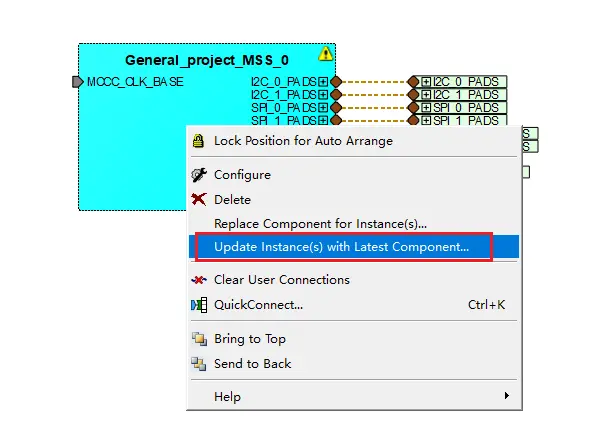 General_project_MSS_0
MCCC_CLK_BASE
I2C_0_PADS
I2C_0_PADS
I2C_1_PADS
I2C_1_PADS
SPI_0_PADS
SPI_0_PADS
SPI_1_PADS
SPI_1_PADS
S
S
Lock Position for Auto Arrange
Configure
Delete
Replace Component for Instance(s)...
Update Instance(s) with Latest Component...
Clear User Connections
QuickConnect... Ctrl+K
Bring to Top
Send to Back
Help